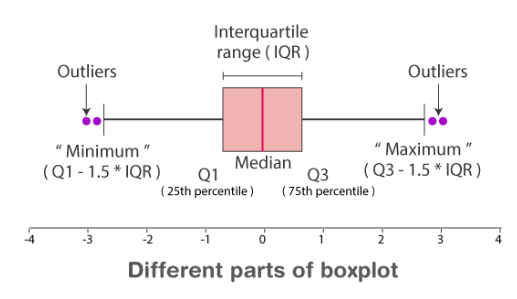 Interquartile
range ( IQR )
Outliers
Outliers
“ Minimum ”
( Q1 - 1.5 * IQR )
Median
“ Maximum ”
( Q3 - 1.5 * IQR )
Q1
( 25th percentile )
Q3
( 75th percentile )
-4 -3 -2 -1 0 1 2 3 4
Different parts of boxplot